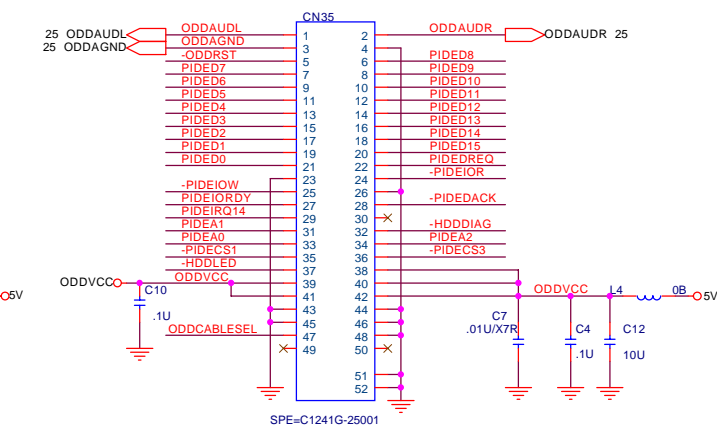 CN35
25 ODDAUDL ODDAUDL 1 2 ODDAUDR ODDAUDR 25
25 ODDAGND ODDAGND 3 4
-ODDRST 5 6 PIDED8
PIDED7 7 8 PIDED9
PIDED6 9 10 PIDED10
PIDED5 11 12 PIDED11
PIDED4 13 14 PIDED12
PIDED3 15 16 PIDED13
PIDED2 17 18 PIDED14
PIDED1 19 20 PIDED15
PIDED0 21 22 PIDEDREQ
23 24 -PIDEIOR
-PIDEIOW 25 26
PIDEIORDY 27 28 -PIDEDACK
PIDEIRQ14 29 30
PIDEA1 31 32 -HDDDIAG
PIDEA0 33 34 PIDEA2
-PIDECS1 35 36 -PIDECS3
-HDDLED 37 38
ODDVCC ODDVCC 39 40
5V C10 41 42 ODDVCC L4 0B 5V
.1U 43 44 C7
.01U/X7R
45 46 C4 C12
ODDCABLESEL 47 48 .1U 10U
49 50
51
52
SPE=C1241G-25001